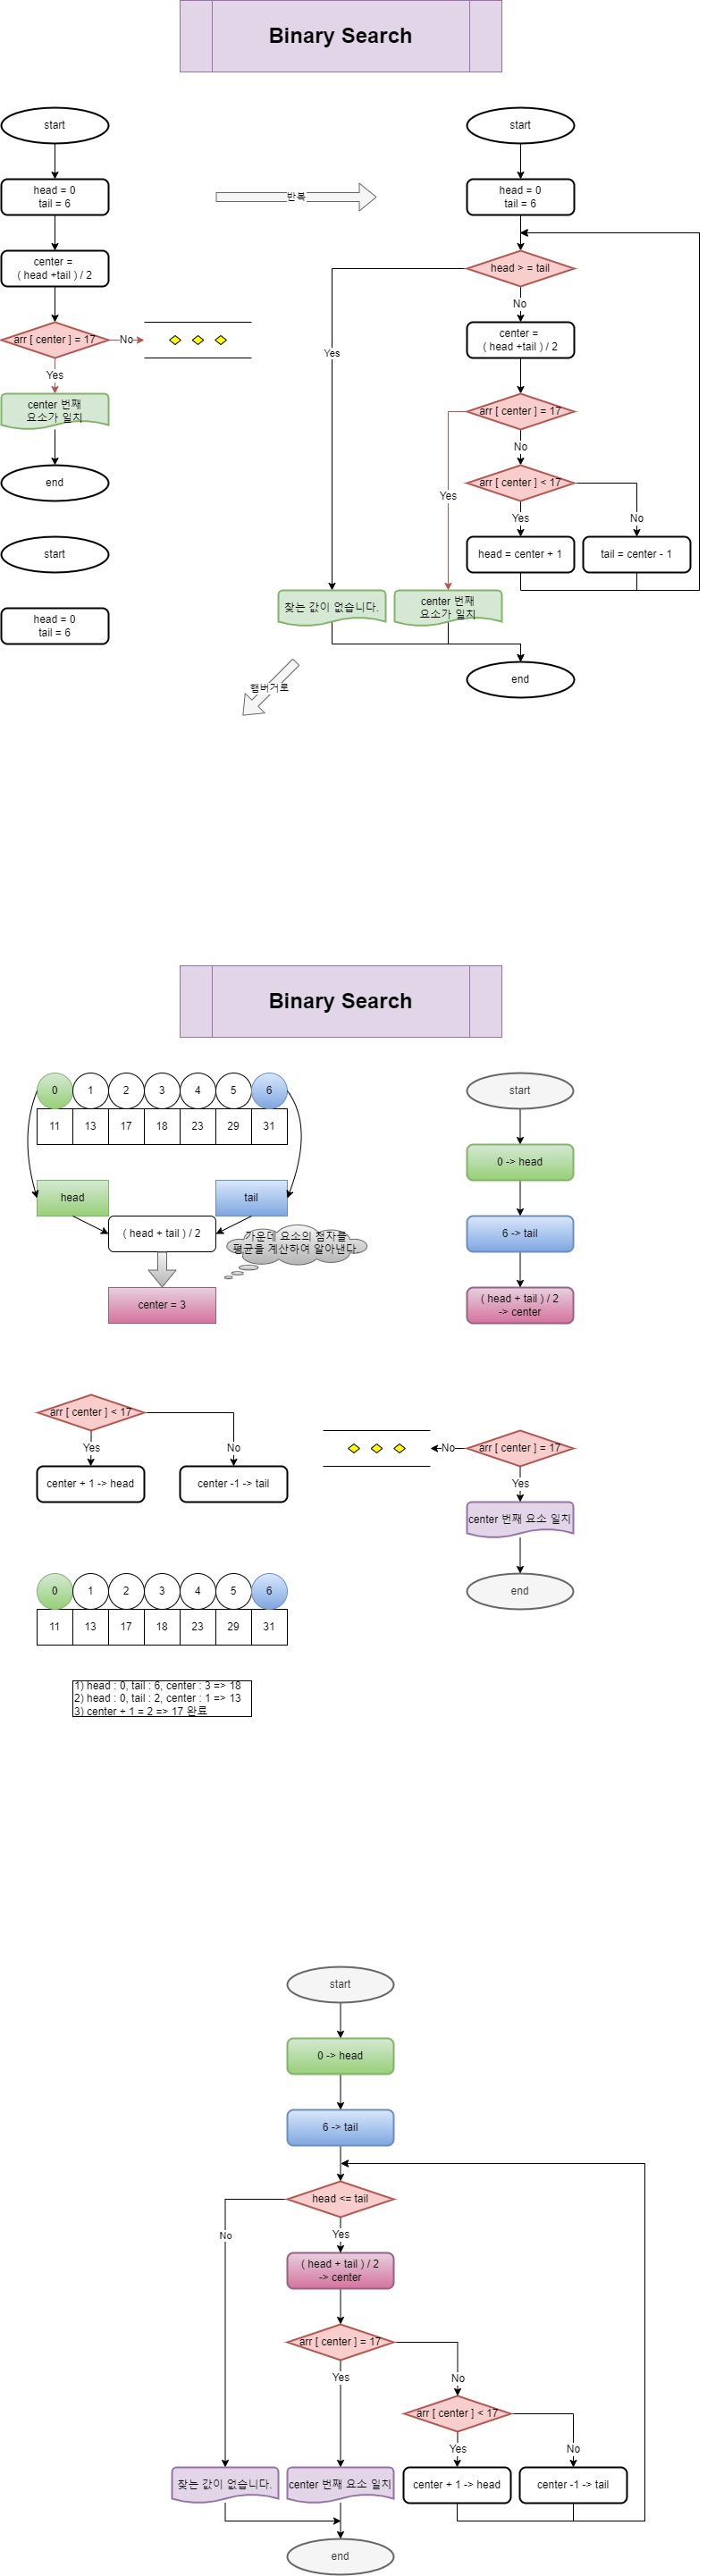 Binary Search
start
head = 0
tail = 6
center =
( head +tail ) / 2
arr [ center ] = 17
No
Yes
center 번째
요소가 일치
end
start
head = 0
tail = 6
반복
start
head = 0
tail = 6
head > = tail
No
Yes
center =
( head +tail ) / 2
arr [ center ] = 17
No
Yes
arr [ center ] < 17
Yes
No
head = center + 1
tail = center - 1
찾는 값이 없습니다.
center 번째
요소가 일치
end
햄버거로
Binary Search
0 1 2 3 4 5 6
11 13 17 18 23 29 31
head
tail
( head + tail ) / 2
가운데 요소의 첨자를
평균을 계산하여 알아낸다
center = 3
start
0 -> head
6 -> tail
( head + tail ) / 2
-> center
arr [ center ] < 17
Yes
No
center + 1 -> head
center -1 -> tail
arr [ center ] = 17
No
Yes
center 번째 요소 일치
end
0 1 2 3 4 5 6
11 13 17 18 23 29 31
1) head : 0, tail : 6, center : 3 => 18
2) head : 0, tail : 2, center : 1 => 13
3) center + 1 = 2 => 17 완료
start
0 -> head
6 -> tail
head <= tail
No
Yes
( head + tail ) / 2
-> center
arr [ center ] = 17
Yes
No
arr [ center ] < 17
Yes
No
찾는 값이 없습니다.
center 번째 요소 일치
center + 1 -> head
center -1 -> tail
end